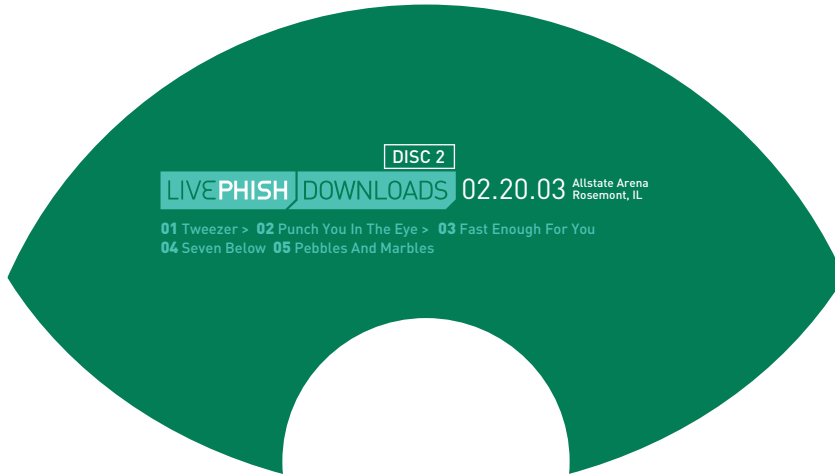 DISC 2
LIVEPHISH DOWNLOADS 02.20.03 Allstate Arena
Rosemont, IL
01 Tweezer > 02 Punch You In The Eye > 03 Fast Enough For You
04 Seven Below 05 Pebbles And Marbles